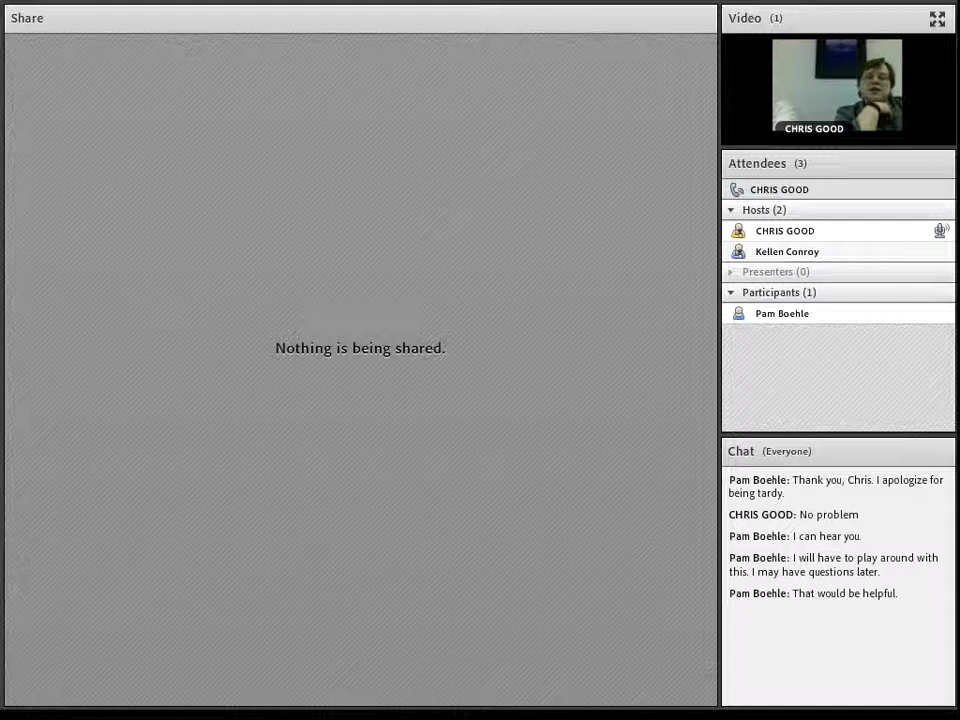 Share
Nothing is being shared.
Video (1)
CHRIS GOOD
Attendees (3)
CHRIS GOOD
Hosts (2)
CHRIS GOOD
Kellen Conroy
Presenters (0)
Participants (1)
Pam Boehle
Chat (Everyone)
Pam Boehle: Thank you, Chris. I apologize for
being tardy.
CHRIS GOOD: No problem
Pam Boehle: I can hear you.
Pam Boehle: I will have to play around with
this. I may have questions later.
Pam Boehle: That would be helpful.